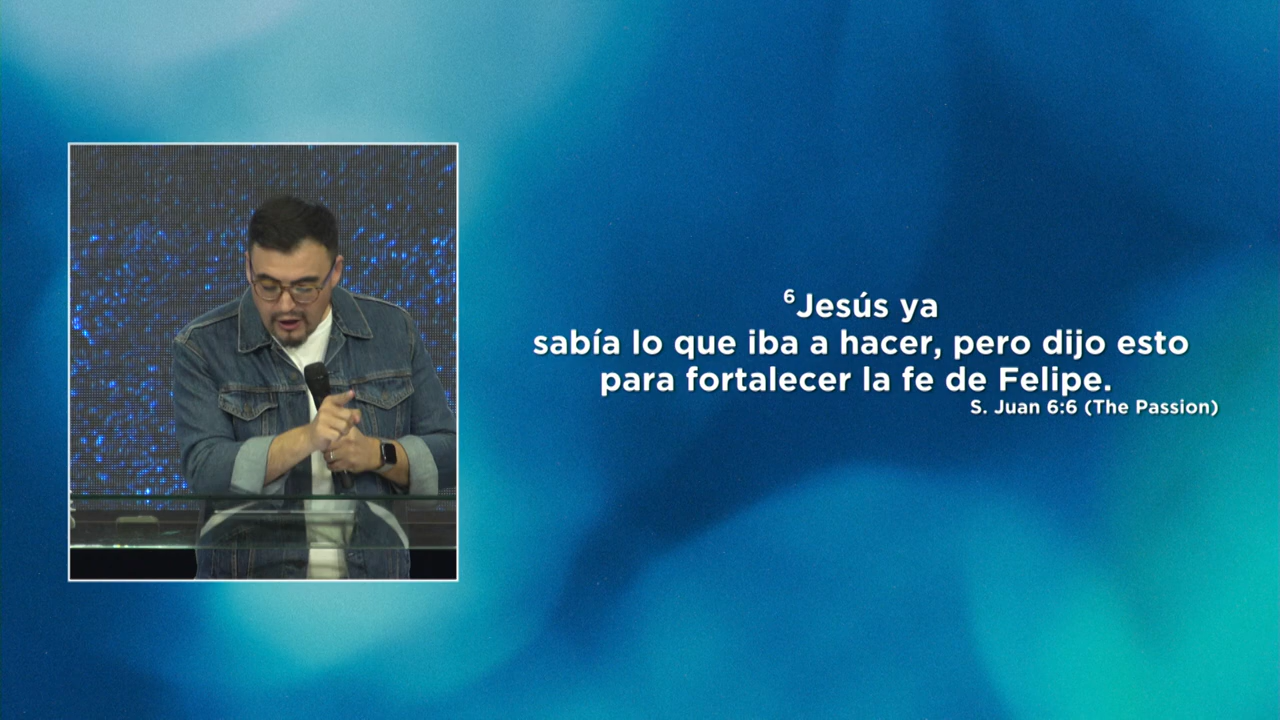 ⁶Jesús ya
sabía lo que iba a hacer, pero dijo esto
para fortalecer la fe de Felipe.
S. Juan 6:6 (The Passion)